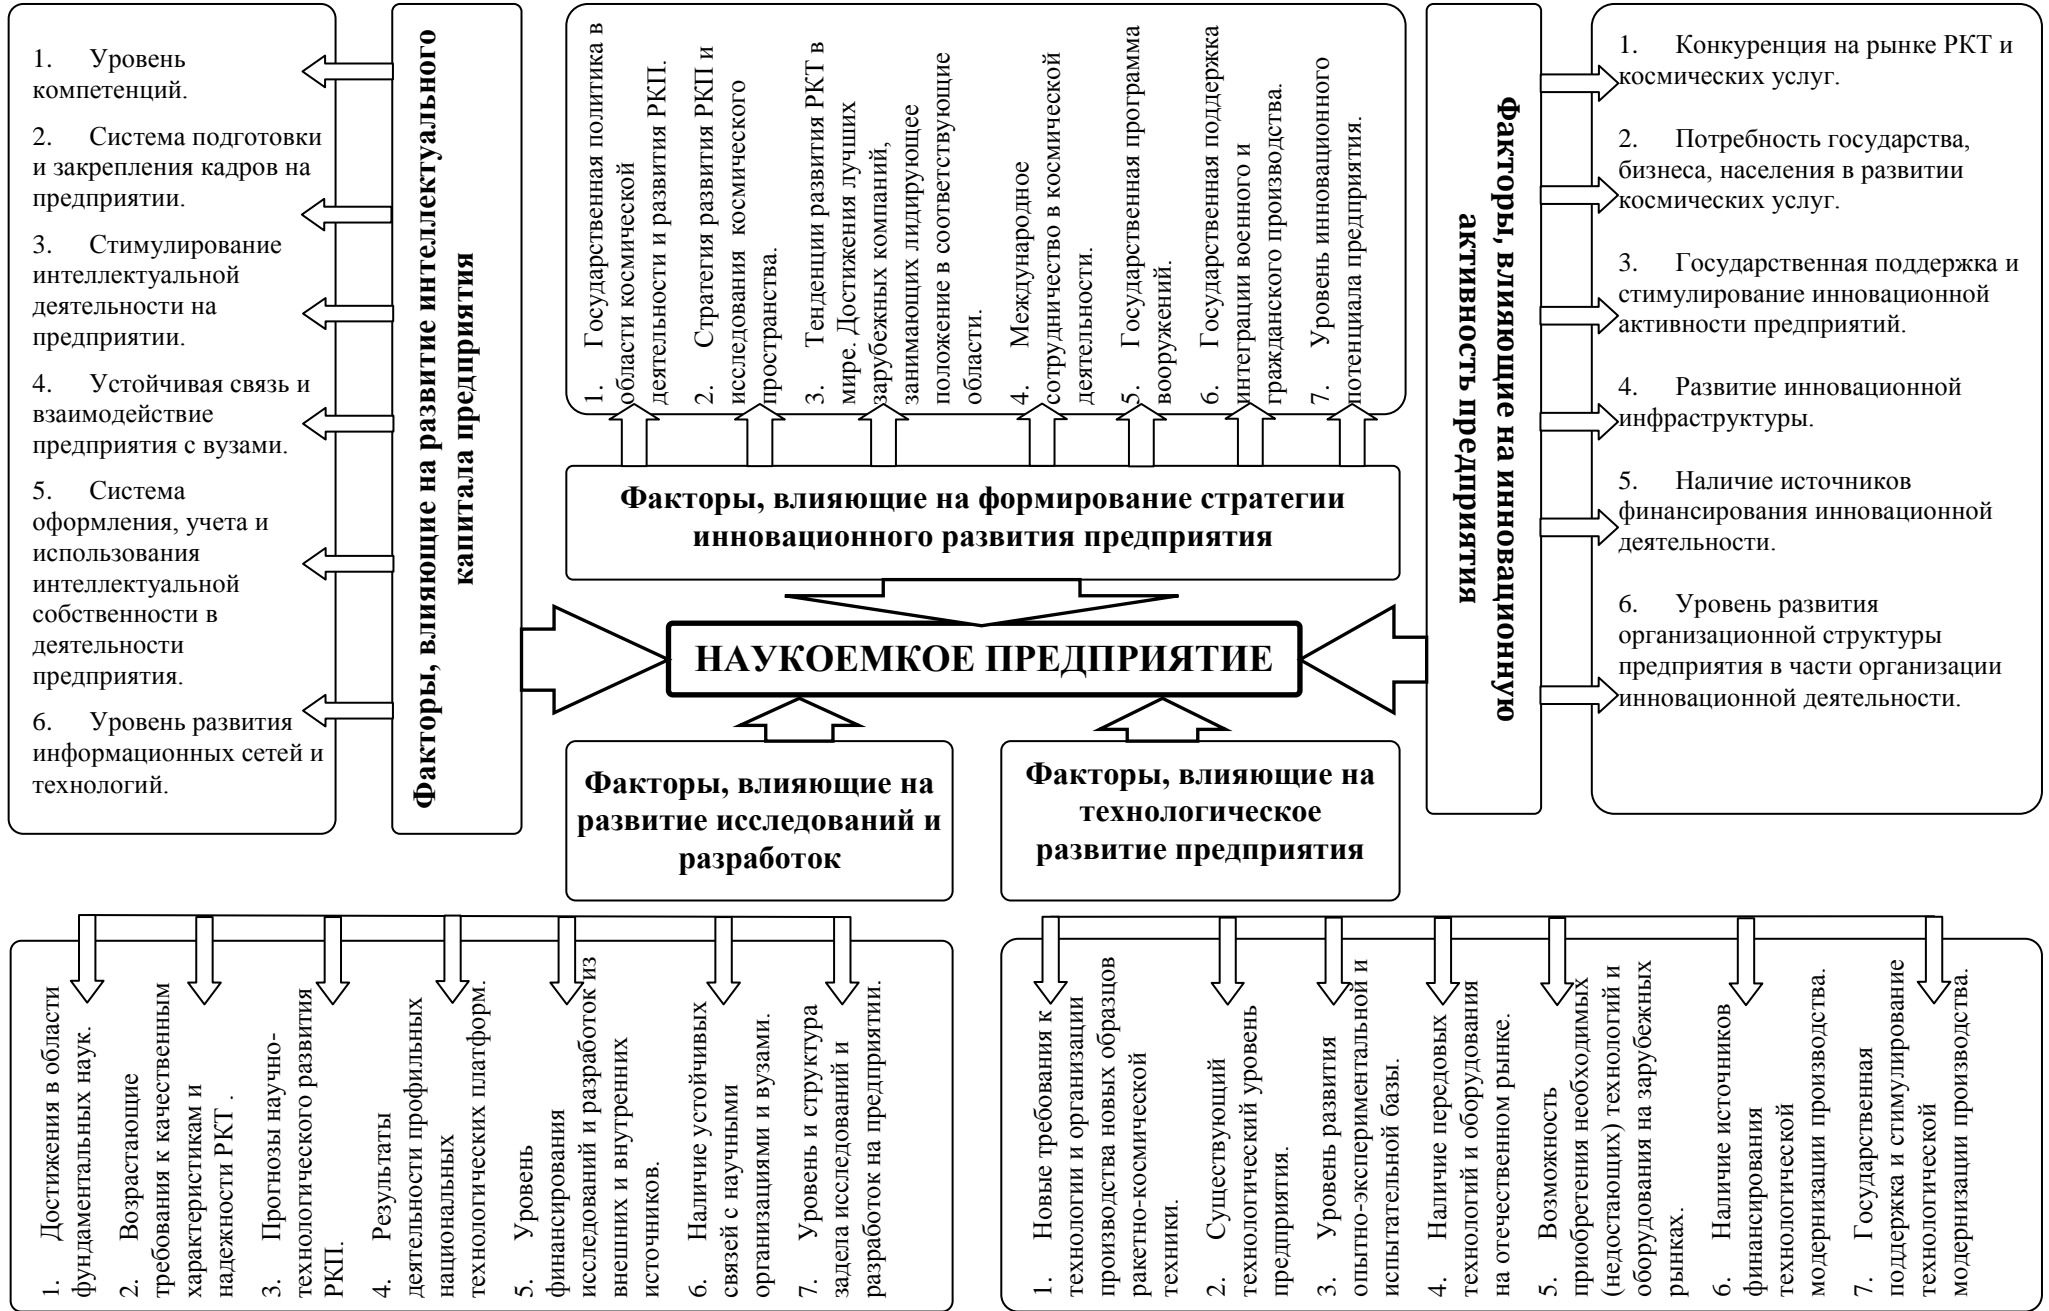 1. Уровень
компетенций.
2. Система подготовки
и закрепления кадров на
предприятии.
3. Стимулирование
интеллектуальной
деятельности на
предприятии.
4. Устойчивая связь и
взаимодействие
предприятия с вузами.
5. Система
оформления, учета и
использования
интеллектуальной
собственности в
деятельности
предприятия.
6. Уровень развития
информационных сетей и
технологий.
Факторы, влияющие на развитие интеллектуального
капитала предприятия
1. Государственная политика в
области космической
деятельности и развития РКП.
2. Стратегия развития РКП и
исследования космического
пространства.
3. Тенденции развития РКТ в
мире. Достижения лучших
зарубежных компаний,
занимающих лидирующее
положение в соответствующие
области.
4. Международное
сотрудничество в космической
деятельности.
5. Государственная программа
вооружений.
6. Государственная поддержка
интеграции военного и
гражданского производства.
7. Уровень инновационного
потенциала предприятия.
Факторы, влияющие на формирование стратегии
инновационного развития предприятия
НАУКОЕМКОЕ ПРЕДПРИЯТИЕ
Факторы, влияющие на инновационную
активность предприятия
1. Конкуренция на рынке РКТ и
космических услуг.
2. Потребность государства,
бизнеса, населения в развитии
космических услуг.
3. Государственная поддержка и
стимулирование инновационной
активности предприятий.
4. Развитие инновационной
инфраструктуры.
5. Наличие источников
финансирования инновационной
деятельности.
6. Уровень развития
организационной структуры
предприятия в части организации
инновационной деятельности.
Факторы, влияющие на
развитие исследований и
разработок
Факторы, влияющие на
технологическое
развитие предприятия
1. Достижения в области
фундаментальных наук.
2. Возрастающие
требования к качественным
характеристикам и
надежности РКТ .
3. Прогнозы научно-
технологического развития
РКП.
4. Результаты
деятельности профильных
национальных
технологических платформ.
5. Уровень
финансирования
исследований и разработок из
внешних и внутренних
источников.
6. Наличие устойчивых
связей с научными
организациями и вузами.
7. Уровень и структура
задела исследований и
разработок на предприятии.
1. Новые требования к
технологии и организации
производства новых образцов
ракетно-космической
техники.
2. Существующий
технологический уровень
предприятия.
3. Уровень развития
опытно-экспериментальной и
испытательной базы.
4. Наличие передовых
технологий и оборудования
на отечественном рынке.
5. Возможность
приобретения необходимых
(недостающих) технологий и
оборудования на зарубежных
рынках.
6. Наличие источников
финансирования
технологической
модернизации производства.
7. Государственная
поддержка и стимулирование
технологической
модернизации производства.